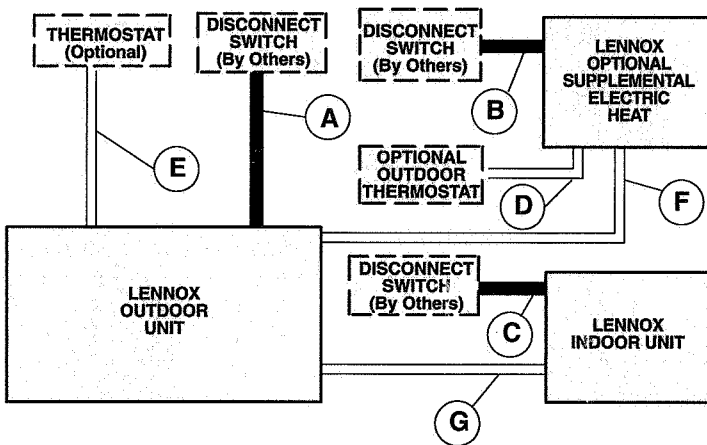 THERMOSTAT
(Optional)
DISCONNECT
SWITCH
(By Others)
DISCONNECT
SWITCH
(By Others)
LENNOX
OPTIONAL
SUPPLEMENTAL
ELECTRIC
HEAT
A
B
E
OPTIONAL
OUTDOOR
THERMOSTAT
D
F
LENNOX
OUTDOOR
UNIT
DISCONNECT
SWITCH
(By Others)
C
LENNOX
INDOOR UNIT
G